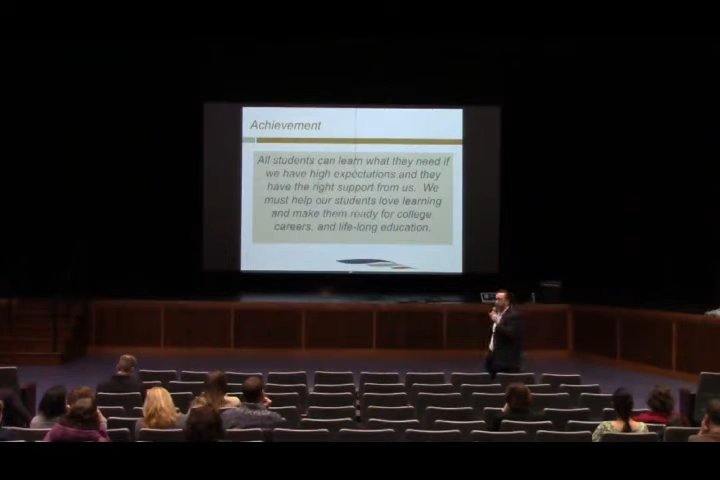 Achievement
All students can learn what they need if
we have high expectations and they
have the right support from us. We
must help our students love learning
and make them ready for college,
careers, and life-long education.